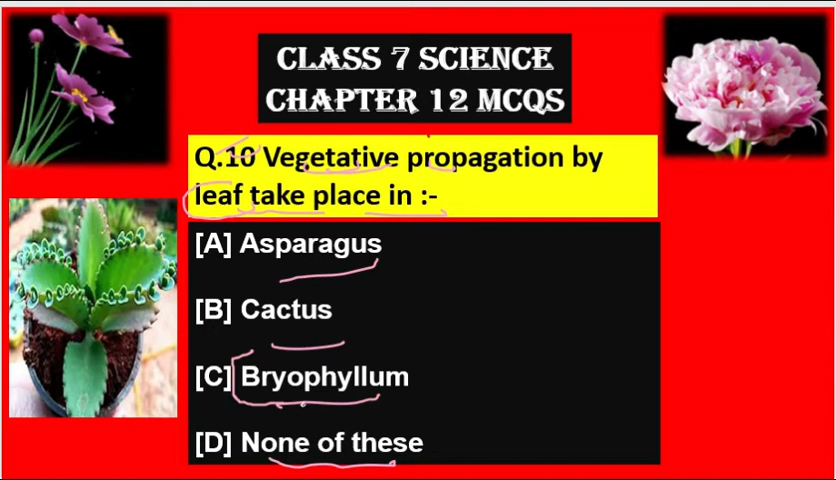 CLASS 7 SCIENCE
CHAPTER 12 MCQS
Q.10 Vegetative propagation by
leaf take place in :-
[A] Asparagus
[B] Cactus
[C] Bryophyllum
[D] None of these